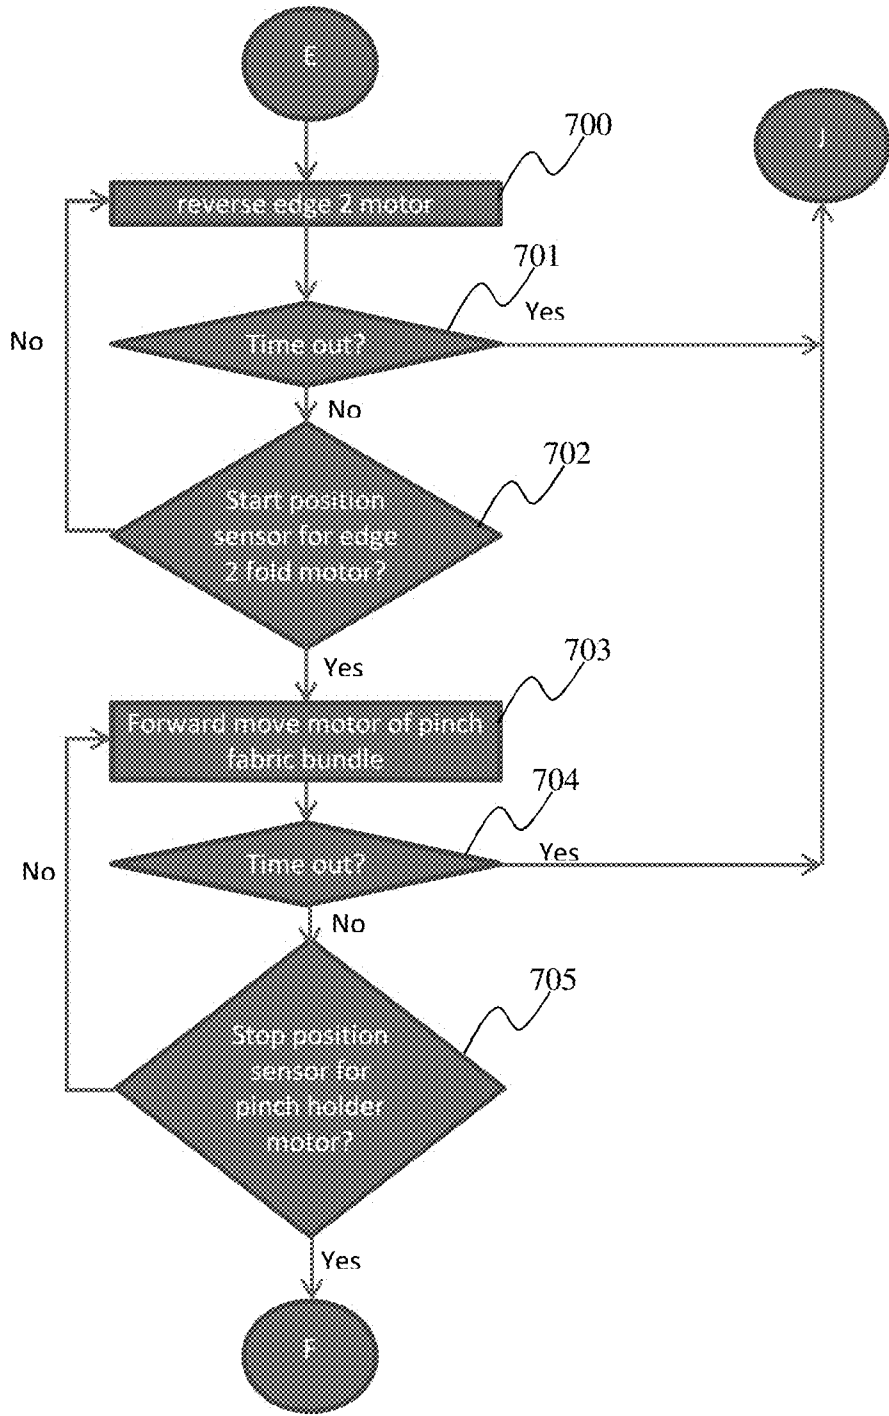 E
700
J
reverse edge 2 motor
701
Yes
No
Time out?
No
702
Start position
sensor for edge
2 fold motor?
Yes
703
Forward move motor of pinch
fabric bundle
704
Time out?
Yes
No
No
705
Stop position
sensor for
pinch holder
motor?
Yes
F